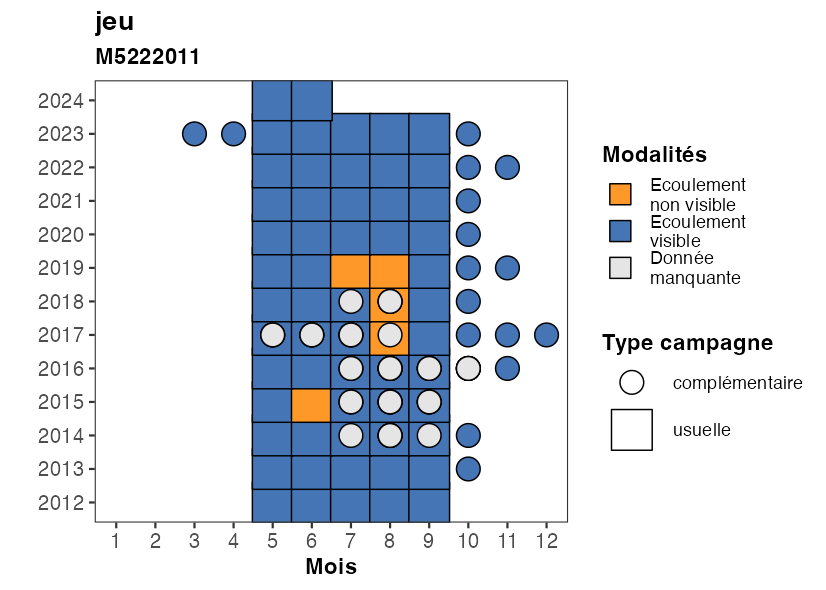 jeu
M5222011
2024
2023
2022
2021
2020
2019
2018
2017
2016
2015
2014
2013
2012
1 2 3 4 5 6 7 8 9 10 11 12
Mois
Modalités
Ecoulement
non visible
Ecoulement
visible
Donnée
manquante
Type campagne
complémentaire
usuelle